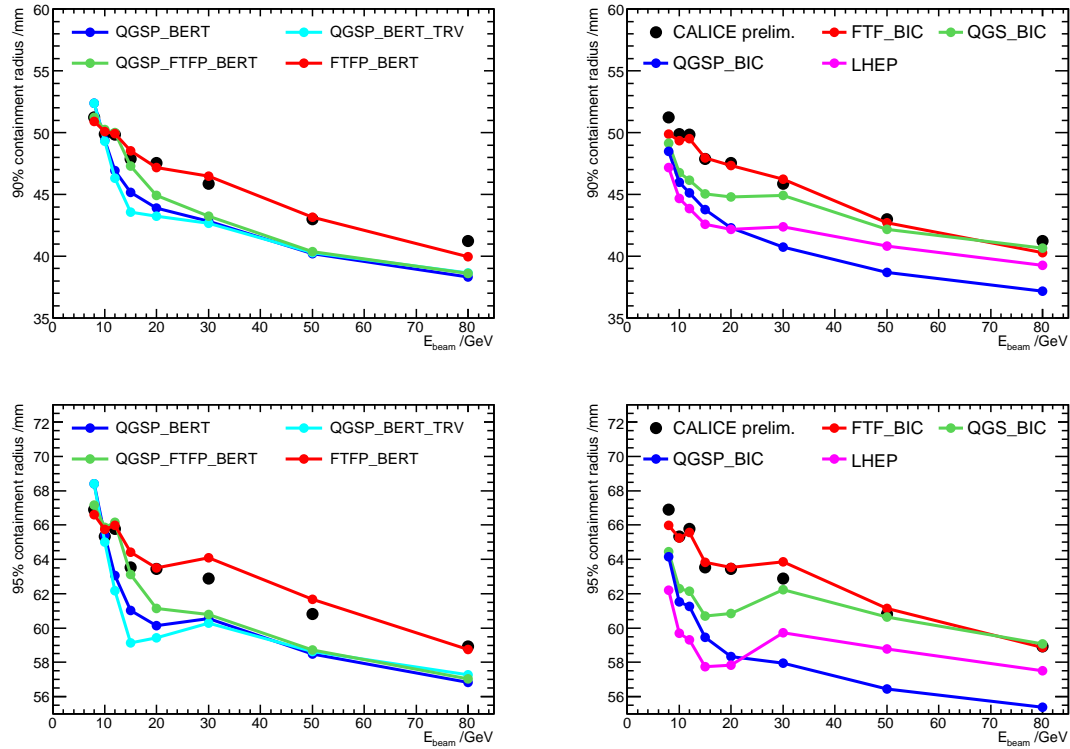 90% containment radius /mm
60
55
50
45
40
35
QGSP_BERT QGSP_BERT_TRV
QGSP_FTFP_BERT FTFP_BERT
0 10 20 30 40 50 60 70 80
E_beam /GeV
90% containment radius /mm
60
55
50
45
40
35
CALICE prelim. FTF_BIC QGS_BIC
QGSP_BIC LHEP
0 10 20 30 40 50 60 70 80
E_beam /GeV
95% containment radius /mm
72
70
68
66
64
62
60
58
56
QGSP_BERT QGSP_BERT_TRV
QGSP_FTFP_BERT FTFP_BERT
0 10 20 30 40 50 60 70 80
E_beam /GeV
95% containment radius /mm
72
70
68
66
64
62
60
58
56
CALICE prelim. FTF_BIC QGS_BIC
QGSP_BIC LHEP
0 10 20 30 40 50 60 70 80
E_beam /GeV